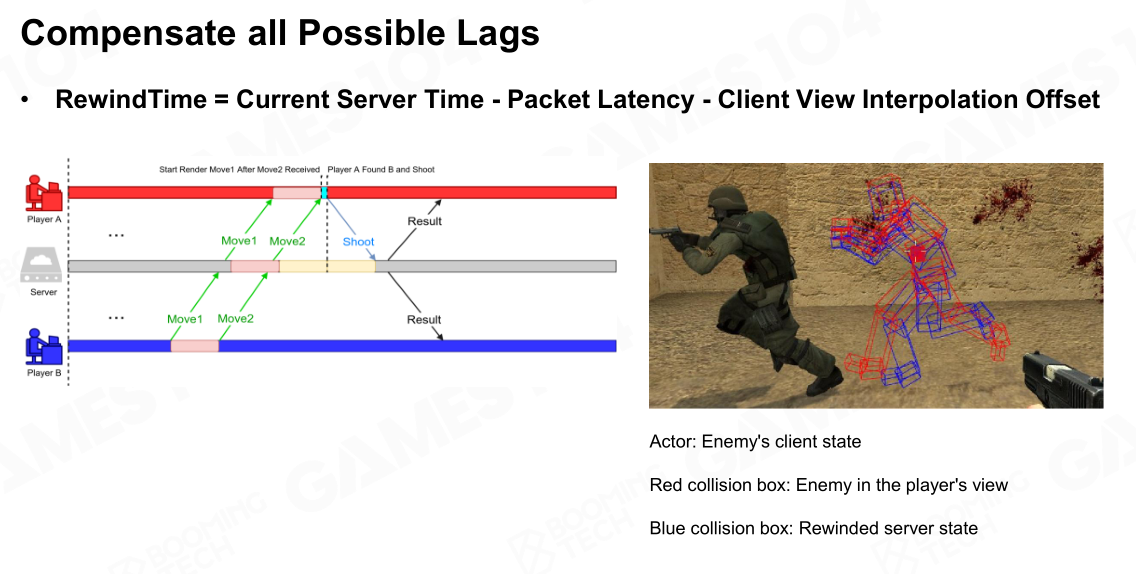 Compensate all Possible Lags
• RewindTime = Current Server Time - Packet Latency - Client View Interpolation Offset
Start Render Move1 After Move2 Received
Player A Found B and Shoot
Player A
...
Result
Move1
Move2
Shoot
Server
...
Move1
Move2
Result
Player B
Actor: Enemy's client state
Red collision box: Enemy in the player's view
Blue collision box: Rewinded server state
GAMES104
BOOMING
TECH